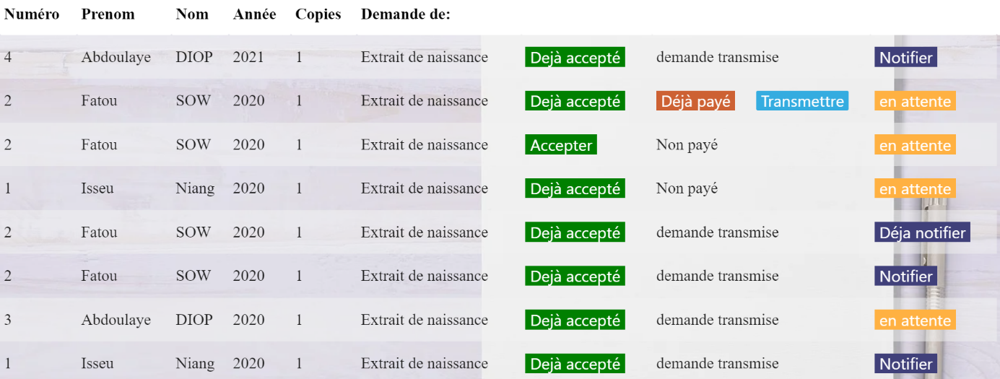 Numéro Prenom Nom Année Copies Demande de:
4 Abdoulaye DIOP 2021 1 Extrait de naissance Dejà accepté demande transmise Notifier
2 Fatou SOW 2020 1 Extrait de naissance Dejà accepté Déjà payé Transmettre en attente
2 Fatou SOW 2020 1 Extrait de naissance Accepter Non payé en attente
1 Isseu Niang 2020 1 Extrait de naissance Dejà accepté Non payé en attente
2 Fatou SOW 2020 1 Extrait de naissance Dejà accepté demande transmise Déja notifier
2 Fatou SOW 2020 1 Extrait de naissance Dejà accepté demande transmise Notifier
3 Abdoulaye DIOP 2020 1 Extrait de naissance Dejà accepté demande transmise en attente
1 Isseu Niang 2020 1 Extrait de naissance Dejà accepté demande transmise Notifier